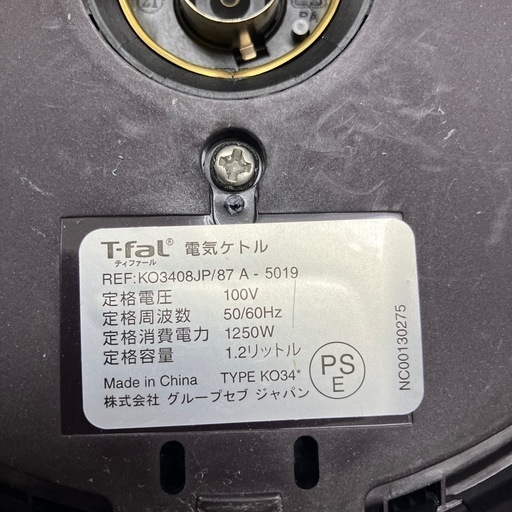 T-fal® 電気ケトル
ティファール
REF:KO3408JP/87 A - 5019
定格電圧 100V
定格周波数 50/60Hz
定格消費電力 1250W
定格容量 1.2リットル
Made in China TYPE KO34*
株式会社 グループセブ ジャパン
PS
E
NC00130275